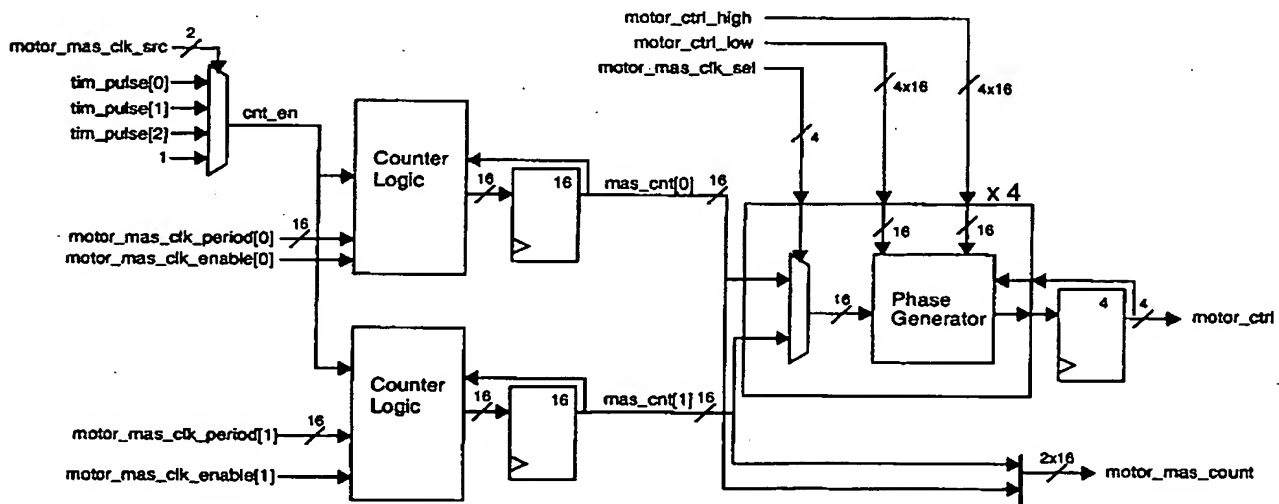 motor_ctrl_high
motor_ctrl_low
motor_mas_clk_sel
motor_mas_clk_src
2
tim_pulse[0]
tim_pulse[1]
tim_pulse[2]
1
cnt_en
4
4x16
4x16
Counter
Logic
16
16
mas_cnt[0]
16
x 4
16
16
motor_mas_clk_period[0]
16
motor_mas_clk_enable[0]
16
Phase
Generator
4
4
motor_ctrl
Counter
Logic
16
16
mas_cnt[1]
16
motor_mas_clk_period[1]
16
motor_mas_clk_enable[1]
2x16
motor_mas_count